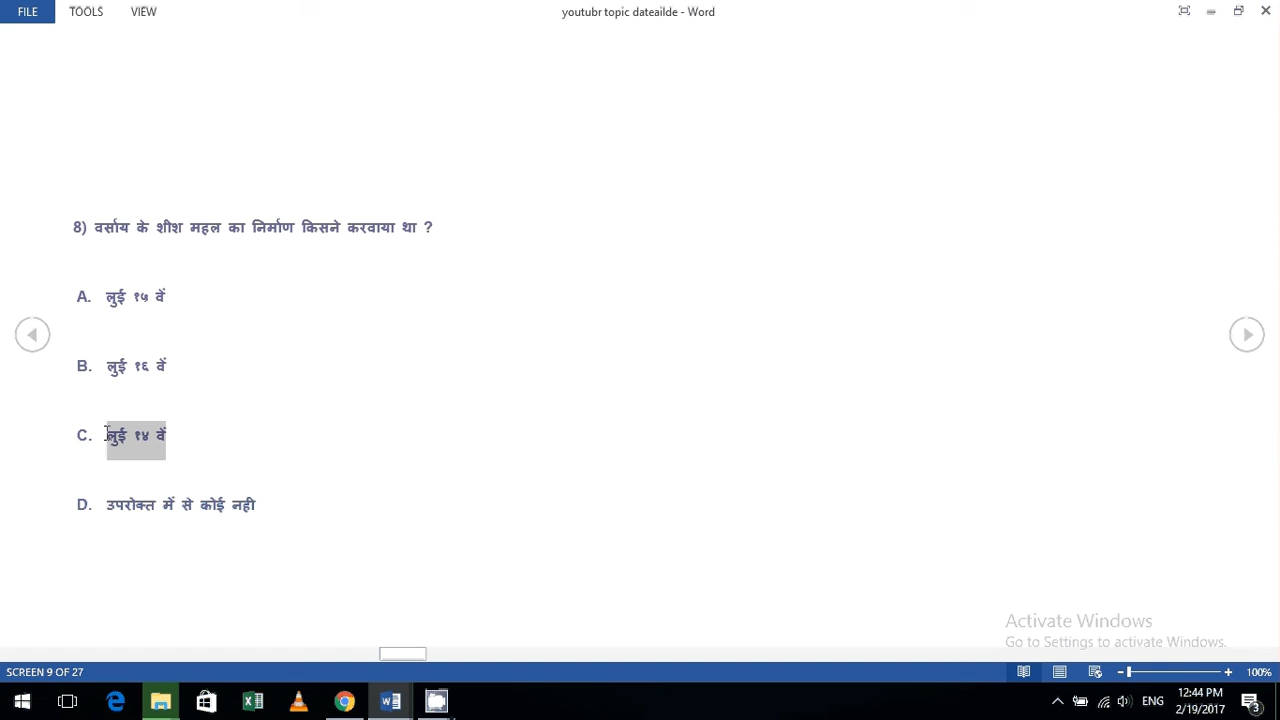 FILE TOOLS VIEW youtubr topic dateailde - Word
8) वर्साय के शीश महल का निर्माण किसने करवाया था ?
A. लुई १५ वें
B. लुई १६ वें
C. लुई १४ वें
D. उपरोक्त में से कोई नही
Activate Windows
Go to Settings to activate Windows.
SCREEN 9 OF 27 100%
ENG 12:44 PM
2/19/2017 3